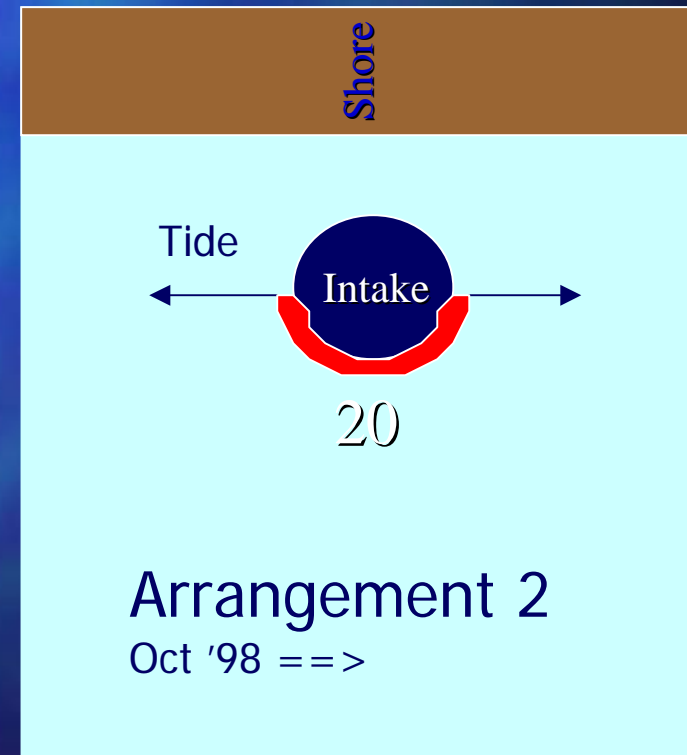 Shore
Tide
Intake
20
Arrangement 2
Oct '98 ==>